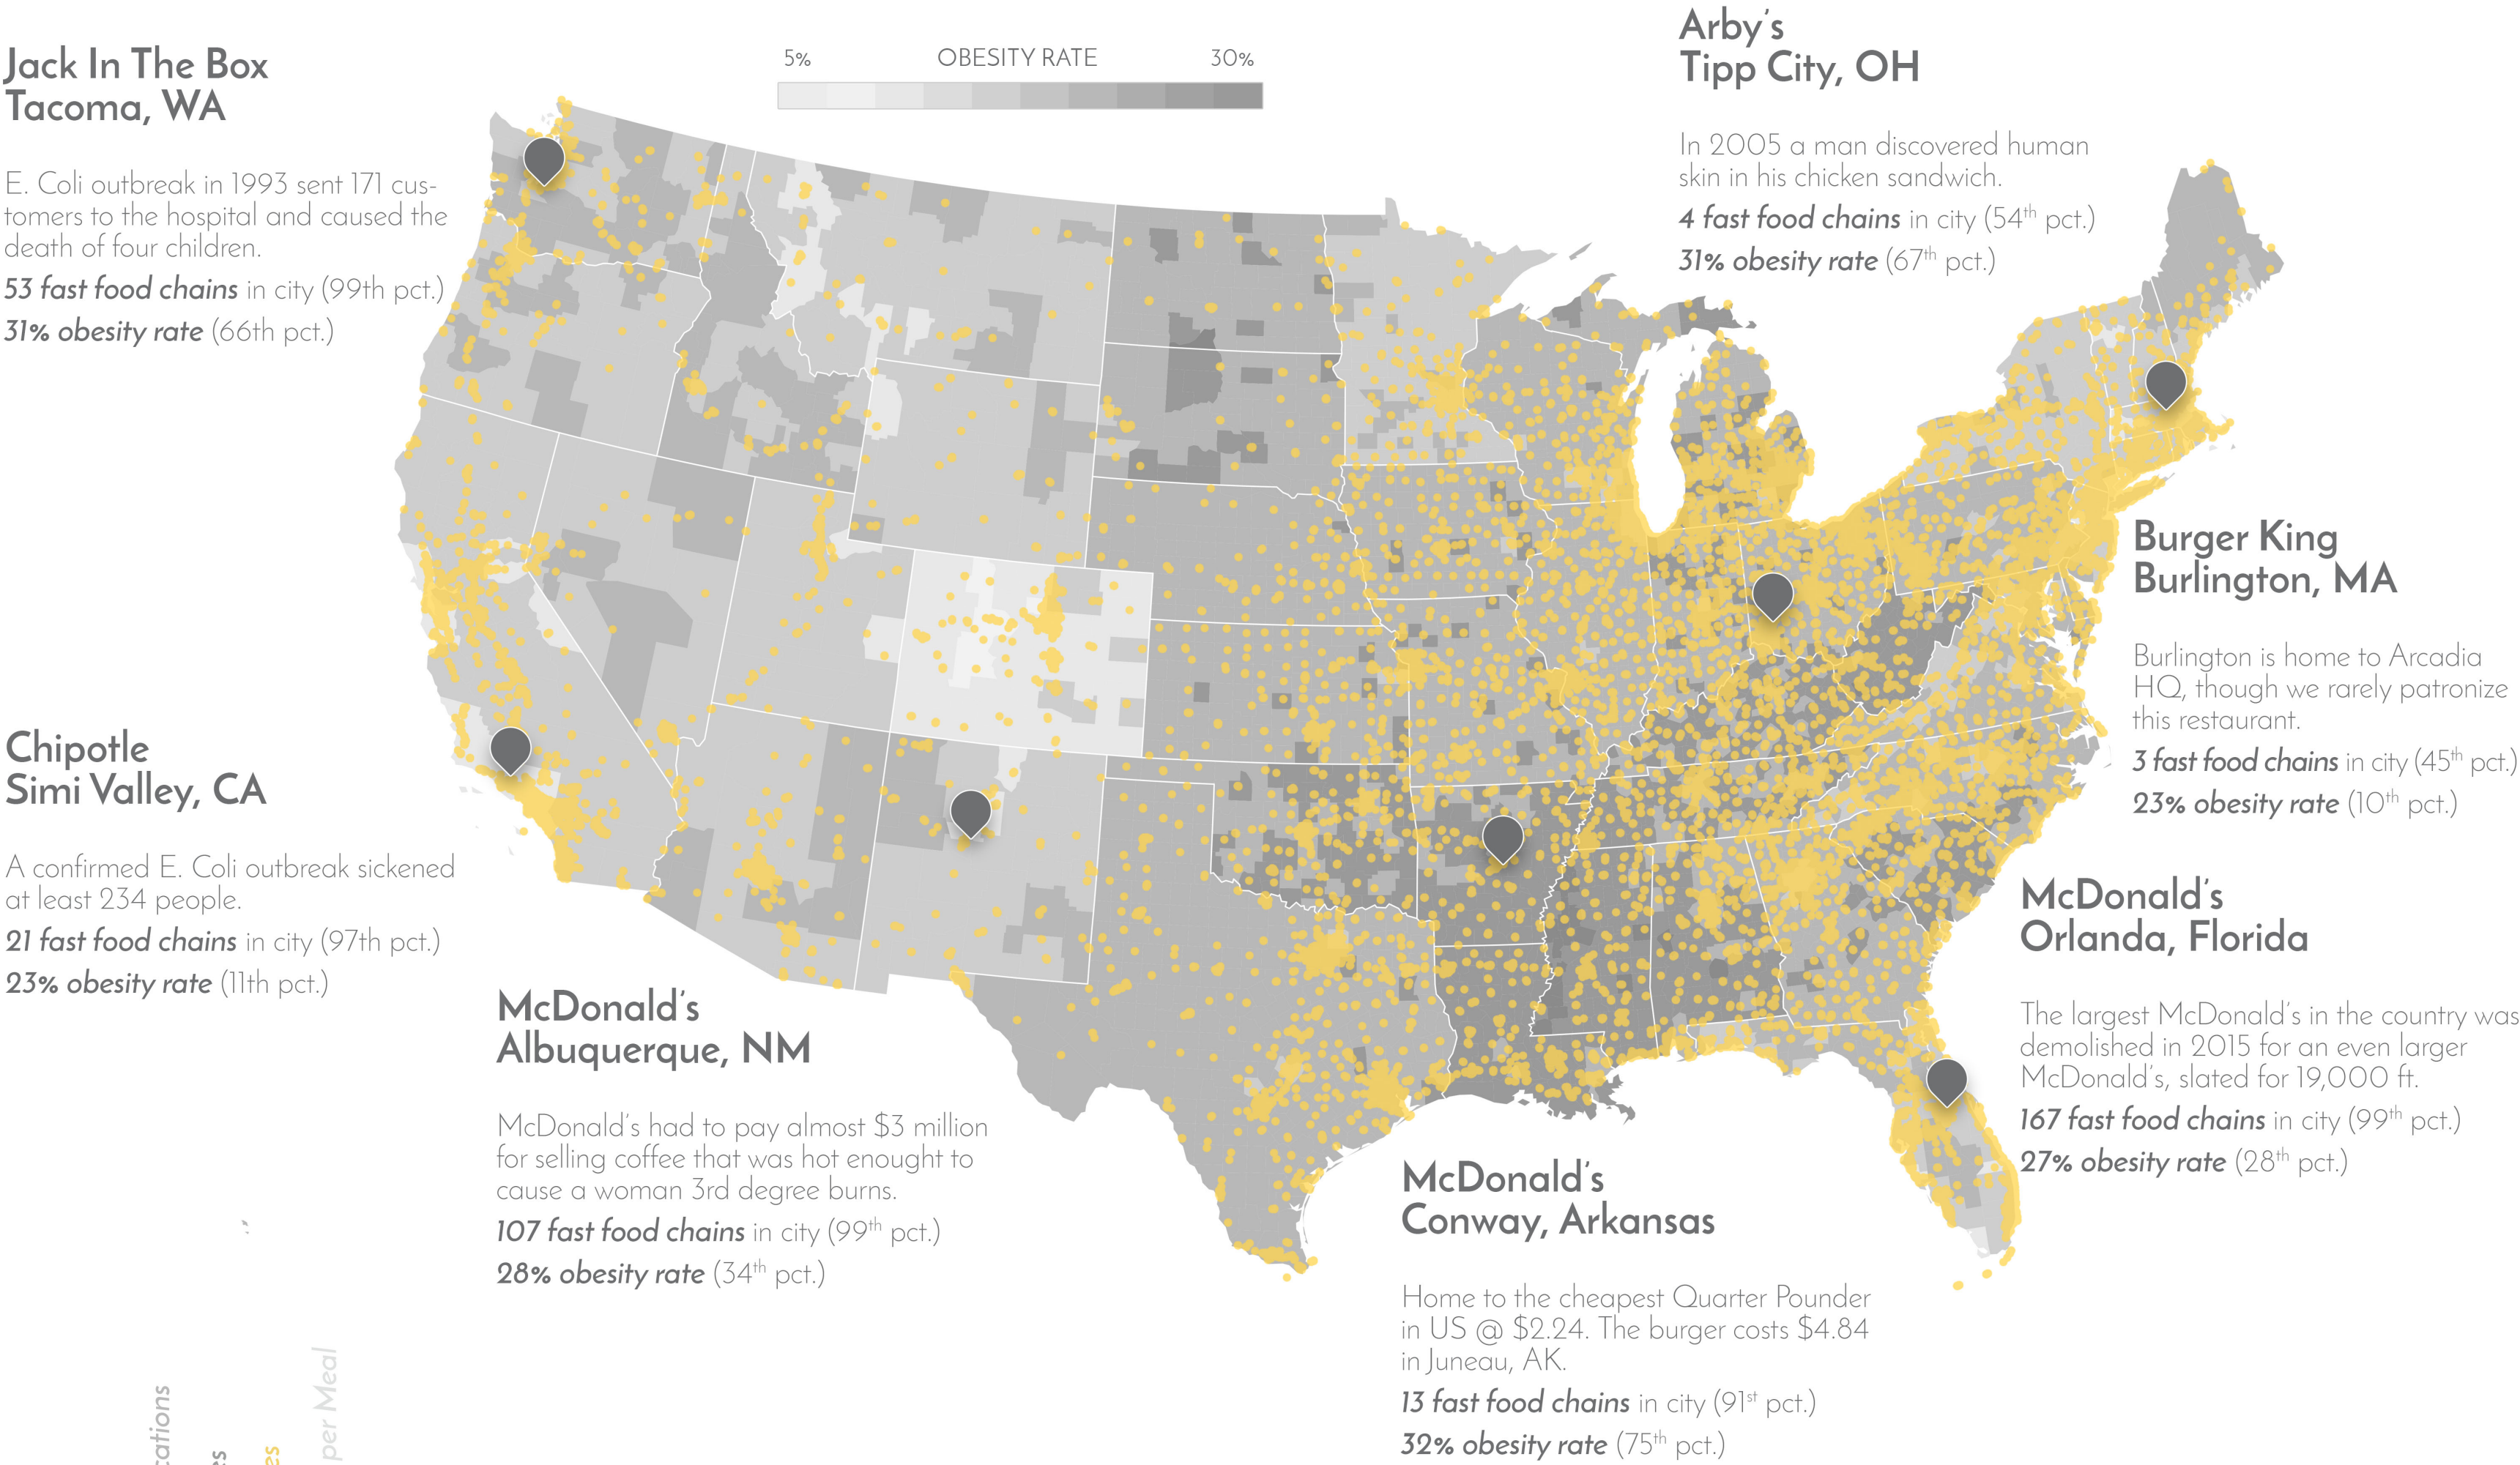 Jack In The Box
Tacoma, WA
E. Coli outbreak in 1993 sent 171 cus-
tomers to the hospital and caused the
death of four children.
53 fast food chains in city (99th pct.)
31% obesity rate (66th pct.)
5% OBESITY RATE 30%
Arby's
Tipp City, OH
In 2005 a man discovered human
skin in his chicken sandwich.
4 fast food chains in city (54th pct.)
31% obesity rate (67th pct.)
Burger King
Burlington, MA
Burlington is home to Arcadia
HQ, though we rarely patronize
this restaurant.
3 fast food chains in city (45th pct.)
23% obesity rate (10th pct.)
Chipotle
Simi Valley, CA
A confirmed E. Coli outbreak sickened
at least 234 people.
21 fast food chains in city (97th pct.)
23% obesity rate (11th pct.)
McDonald's
Orlanda, Florida
The largest McDonald's in the country was
demolished in 2015 for an even larger
McDonald's, slated for 19,000 ft.
167 fast food chains in city (99th pct.)
27% obesity rate (28th pct.)
McDonald's
Albuquerque, NM
McDonald's had to pay almost $3 million
for selling coffee that was hot enought to
cause a woman 3rd degree burns.
107 fast food chains in city (99th pct.)
28% obesity rate (34th pct.)
McDonald's
Conway, Arkansas
Home to the cheapest Quarter Pounder
in US @ $2.24. The burger costs $4.84
in Juneau, AK.
13 fast food chains in city (91st pct.)
32% obesity rate (75th pct.)
cations
es
es
per Meal